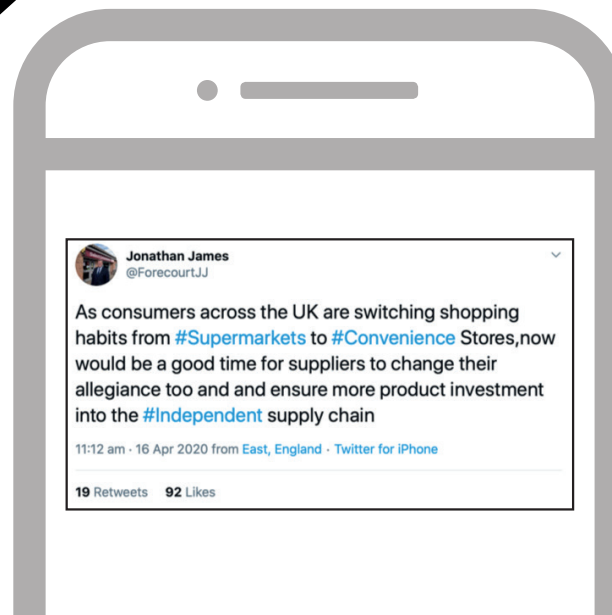 Jonathan James
@ForecourtJJ
As consumers across the UK are switching shopping
habits from #Supermarkets to #Convenience Stores,now
would be a good time for suppliers to change their
allegiance too and and ensure more product investment
into the #Independent supply chain
11:12 am · 16 Apr 2020 from East, England · Twitter for iPhone
19 Retweets 92 Likes